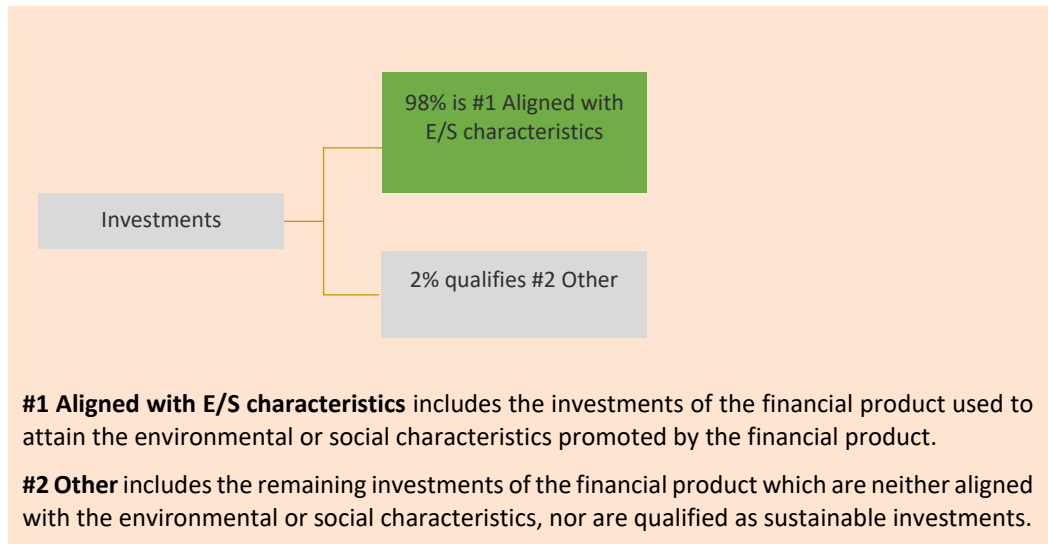 98% is #1 Aligned with
E/S characteristics
Investments
2% qualifies #2 Other
#1 Aligned with E/S characteristics includes the investments of the financial product used to
attain the environmental or social characteristics promoted by the financial product.
#2 Other includes the remaining investments of the financial product which are neither aligned
with the environmental or social characteristics, nor are qualified as sustainable investments.